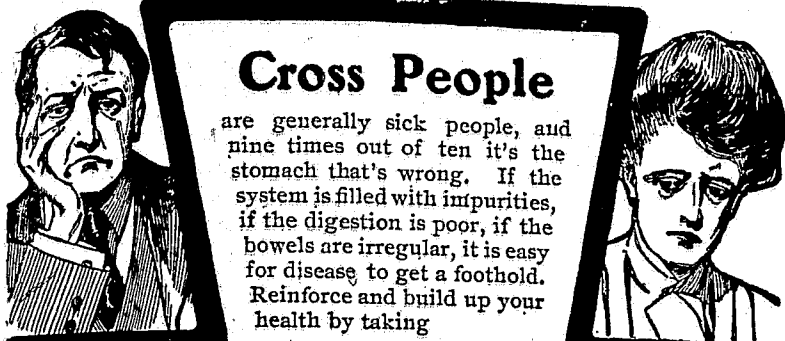 Cross People
are generally sick people, and
nine times out of ten it's the
stomach that's wrong. If the
system is filled with impurities,
if the digestion is poor, if the
bowels are irregular, it is easy
for disease to get a foothold.
Reinforce and build up your
health by taking